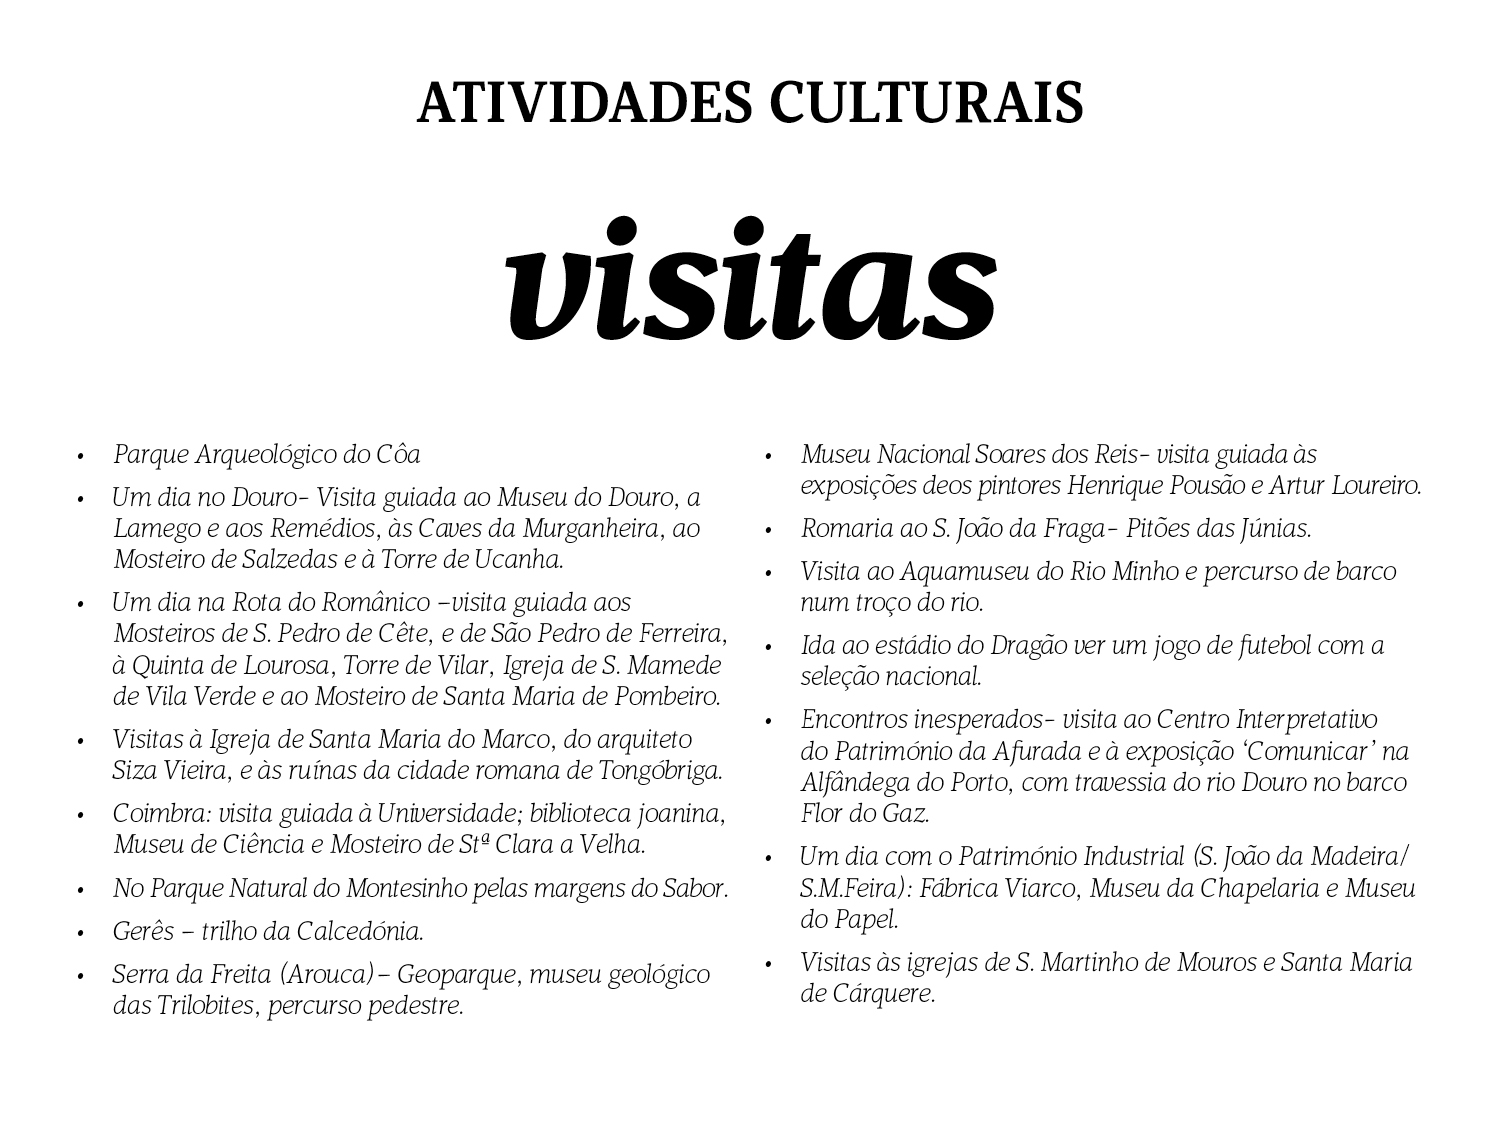 ATIVIDADES CULTURAIS
visitas
• Parque Arqueológico do Côa
• Um dia no Douro– Visita guiada ao Museu do Douro, a
Lamego e aos Remédios, às Caves da Murganheira, ao
Mosteiro de Salzedas e à Torre de Ucanha.
• Um dia na Rota do Românico –visita guiada aos
Mosteiros de S. Pedro de Cête, e de São Pedro de Ferreira,
à Quinta de Lourosa, Torre de Vilar, Igreja de S. Mamede
de Vila Verde e ao Mosteiro de Santa Maria de Pombeiro.
• Visitas à Igreja de Santa Maria do Marco, do arquiteto
Siza Vieira, e às ruínas da cidade romana de Tongóbriga.
• Coimbra: visita guiada à Universidade; biblioteca joanina,
Museu de Ciência e Mosteiro de Stª Clara a Velha.
• No Parque Natural do Montesinho pelas margens do Sabor.
• Gerês – trilho da Calcedónia.
• Serra da Freita (Arouca)– Geoparque, museu geológico
das Trilobites, percurso pedestre.
• Museu Nacional Soares dos Reis– visita guiada às
exposições deos pintores Henrique Pousão e Artur Loureiro.
• Romaria ao S. João da Fraga– Pitões das Júnias.
• Visita ao Aquamuseu do Rio Minho e percurso de barco
num troço do rio.
• Ida ao estádio do Dragão ver um jogo de futebol com a
seleção nacional.
• Encontros inesperados– visita ao Centro Interpretativo
do Património da Afurada e à exposição ‘Comunicar’ na
Alfândega do Porto, com travessia do rio Douro no barco
Flor do Gaz.
• Um dia com o Património Industrial (S. João da Madeira/
S.M.Feira): Fábrica Viarco, Museu da Chapelaria e Museu
do Papel.
• Visitas às igrejas de S. Martinho de Mouros e Santa Maria
de Cárquere.